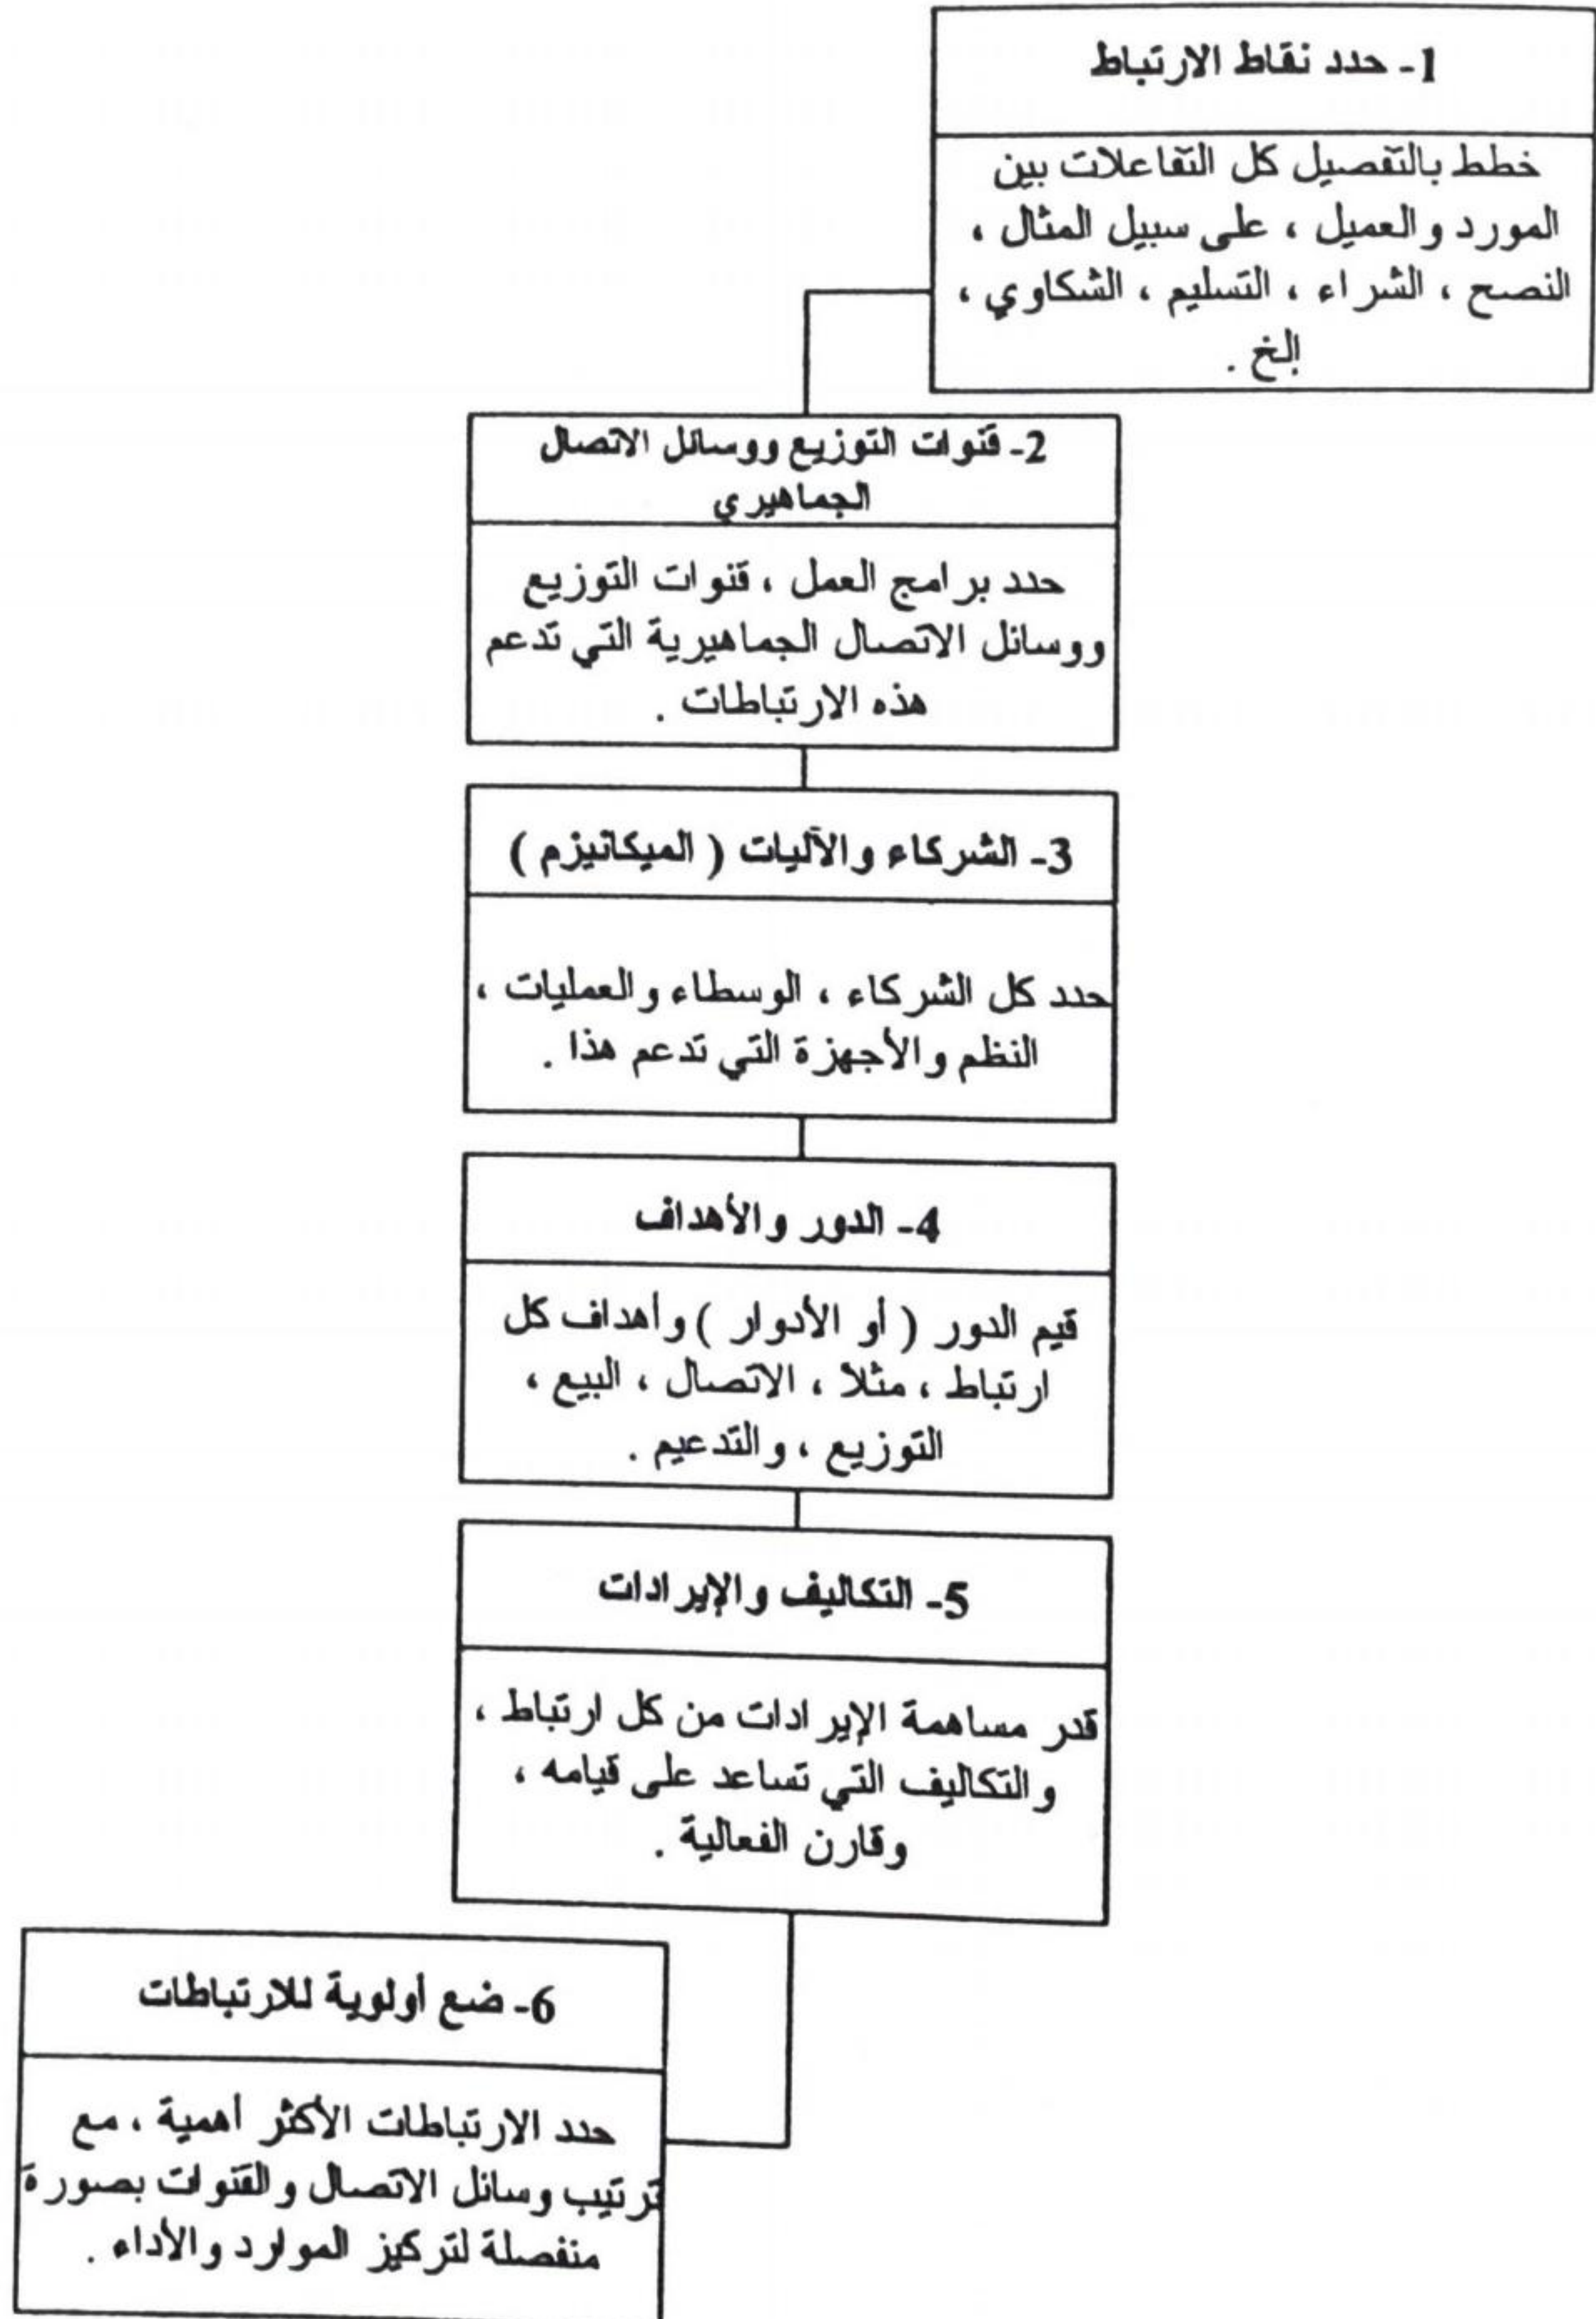 1- حدد نقاط الارتباط
خطط بالتفصيل كل التفاعلات بين
المورد والعميل ، على سبيل المثال ،
النصح ، الشراء ، التسليم ، الشكاوي ،
إلخ .
2- قنوات التوزيع ووسائل الاتصال
الجماهيري
حدد برامج العمل ، قنوات التوزيع
ووسائل الاتصال الجماهيرية التي تدعم
هذه الارتباطات .
3- الشركاء والآليات ( الميكانيزم )
حدد كل الشركاء ، الوسطاء والعمليات ،
النظم والأجهزة التي تدعم هذا .
4- الدور والأهداف
قيم الدور ( أو الأدوار ) وأهداف كل
ارتباط ، مثلاً ، الاتصال ، البيع ،
التوزيع ، والتدعيم .
5- التكاليف والإيرادات
قدر مساهمة الإيرادات من كل ارتباط ،
والتكاليف التي تساعد على قيامه ،
وقارن الفعالية .
6- ضع أولوية للارتباطات
حدد الارتباطات الأكثر أهمية ، مع
ترتيب وسائل الاتصال والقنوات بصورة
منفصلة لتركيز الموارد والأداء .